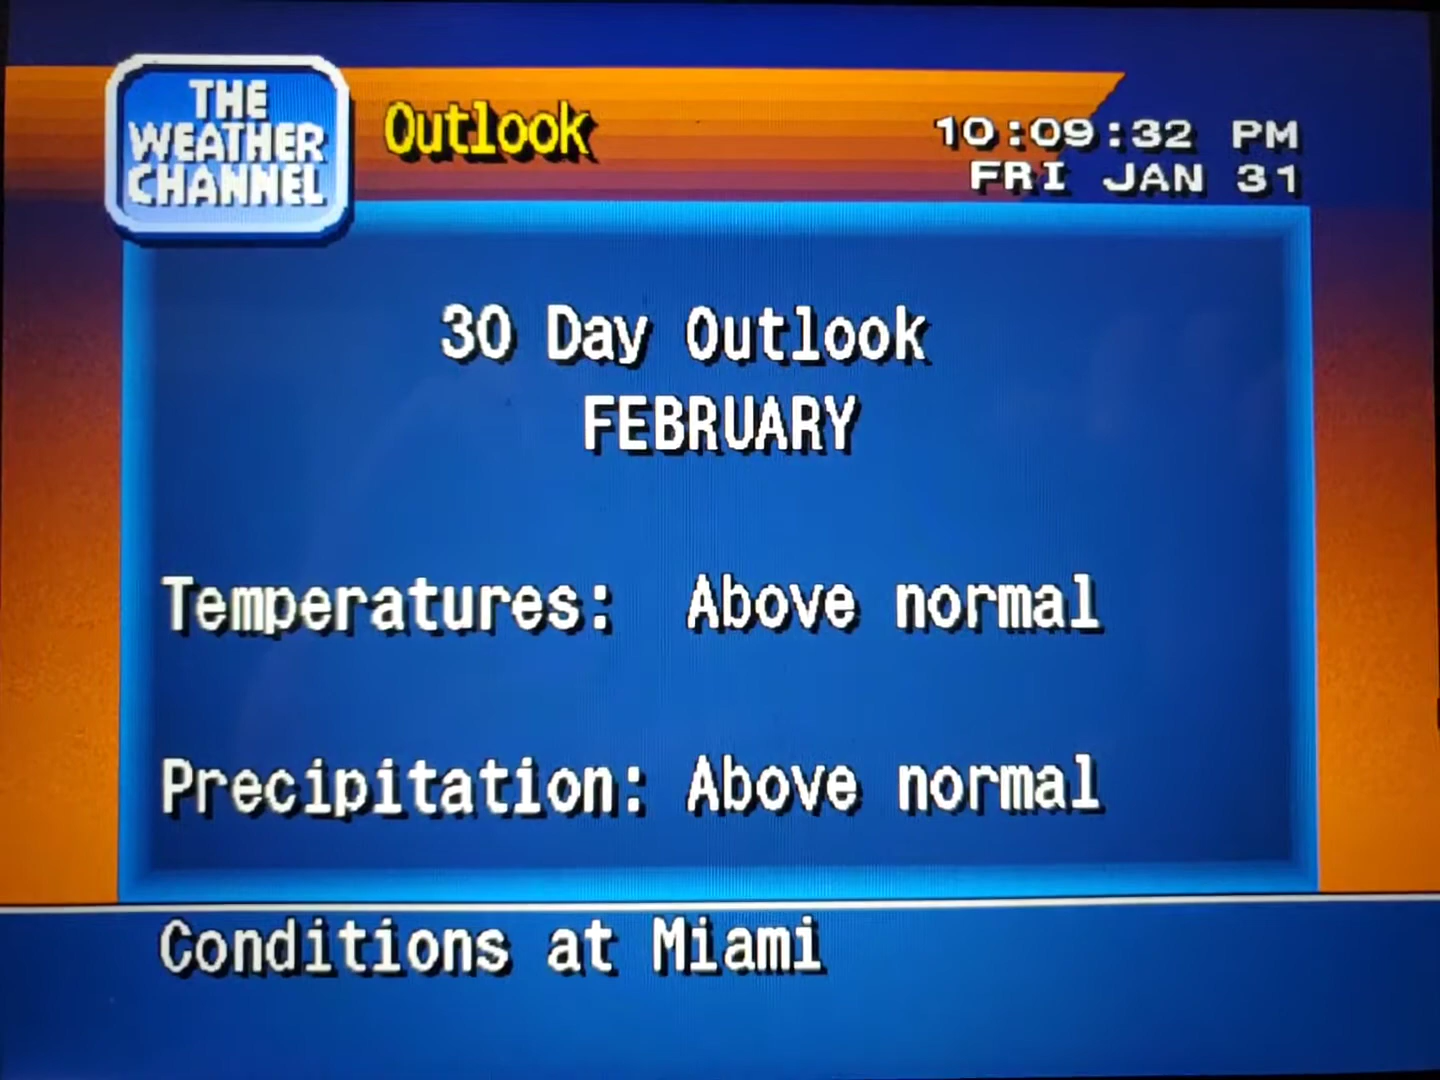 THE
WEATHER
CHANNEL
Outlook
10:09:32 PM
FRI JAN 31
30 Day Outlook
FEBRUARY
Temperatures: Above normal
Precipitation: Above normal
Conditions at Miami